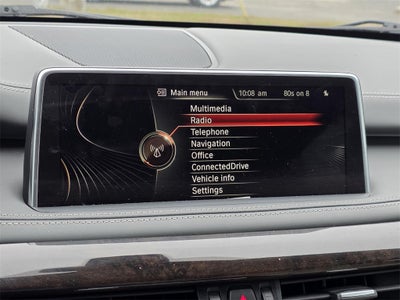 Main menu 10:08 am 80s on 8
Multimedia
Radio
Telephone
Navigation
Office
ConnectedDrive
Vehicle info
Settings